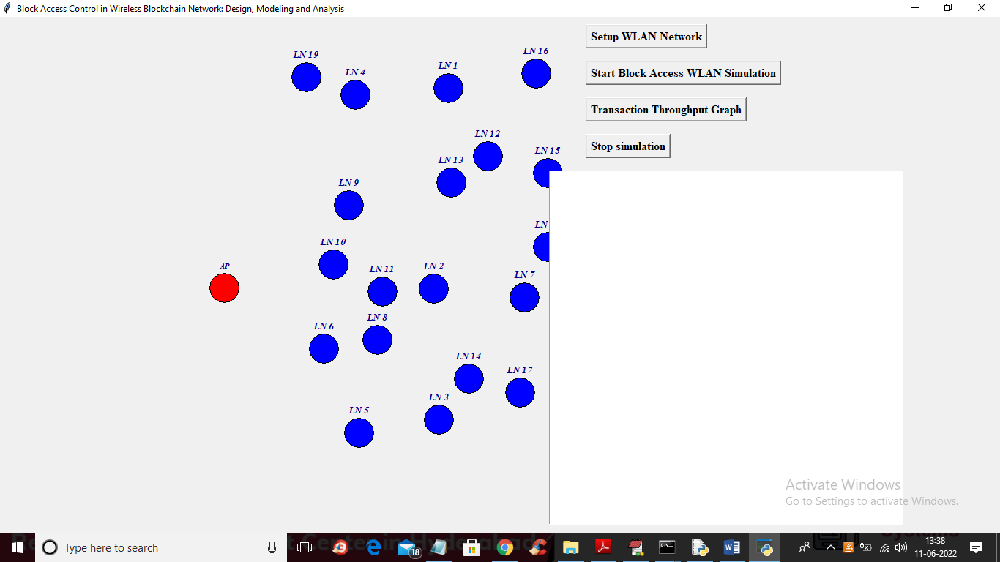 Block Access Control in Wireless Blockchain Network: Design, Modeling and Analysis
Setup WLAN Network
Start Block Access WLAN Simulation
Transaction Throughput Graph
Stop simulation
LN 19
LN 4
LN 1
LN 16
LN 12
LN 13
LN 15
LN 9
LN
LN 10
AP
LN 11
LN 2
LN 7
LN 6
LN 8
LN 14
LN 17
LN 3
LN 5
Activate Windows
Go to Settings to activate Windows.
Type here to search
18
13:38
11-06-2022